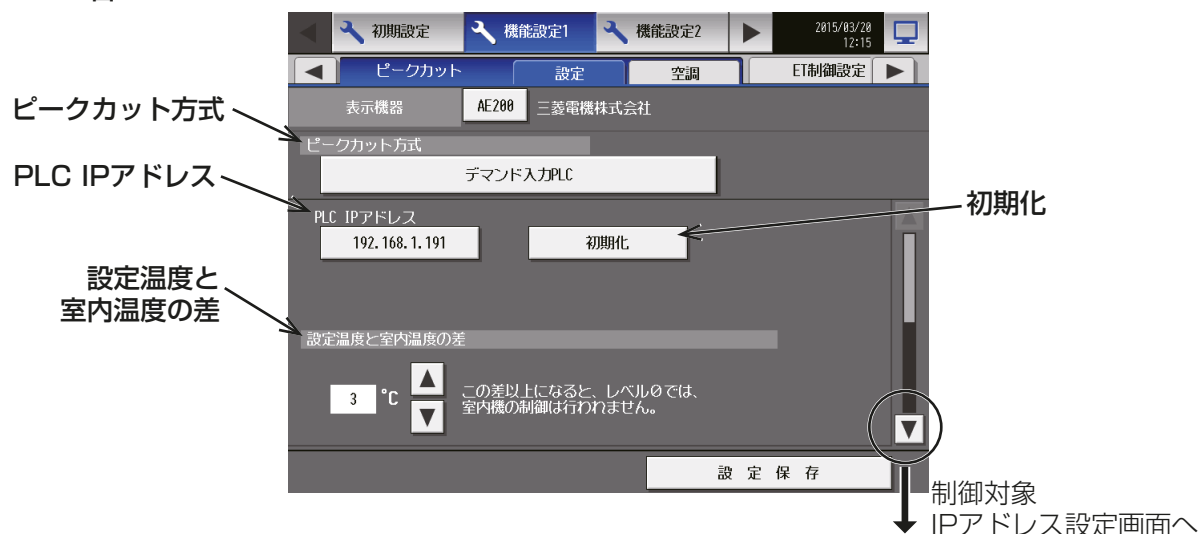 初期設定
機能設定1
機能設定2
2015/03/20
12:15
ピークカット
設定
空調
ET制御設定
表示機器
AE200
三菱電機株式会社
ピークカット方式
ピークカット方式
デマンド入力PLC
PLC IPアドレス
PLC IPアドレス
192.168.1.191
初期化
初期化
設定温度と
室内温度の差
設定温度と室内温度の差
3 ℃
この差以上になると、レベル0では、
室内機の制御は行われません。
設定保存
制御対象
IPアドレス設定画面へ